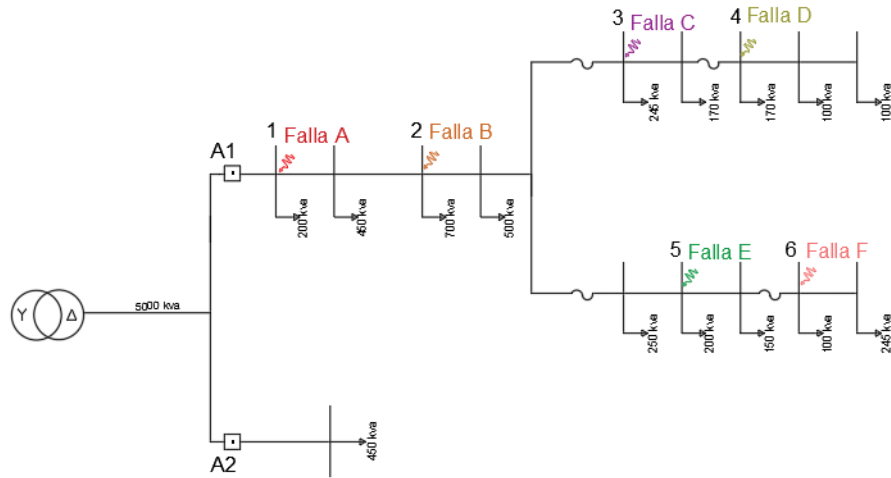 3 Falla C
4 Falla D
245 kva
170 kva
170 kva
100 kva
100 kva
1 Falla A
2 Falla B
A1
200 kva
450 kva
700 kva
500 kva
5000 kva
Y Δ
5 Falla E
6 Falla F
250 kva
200 kva
150 kva
100 kva
245 kva
A2
450 kva